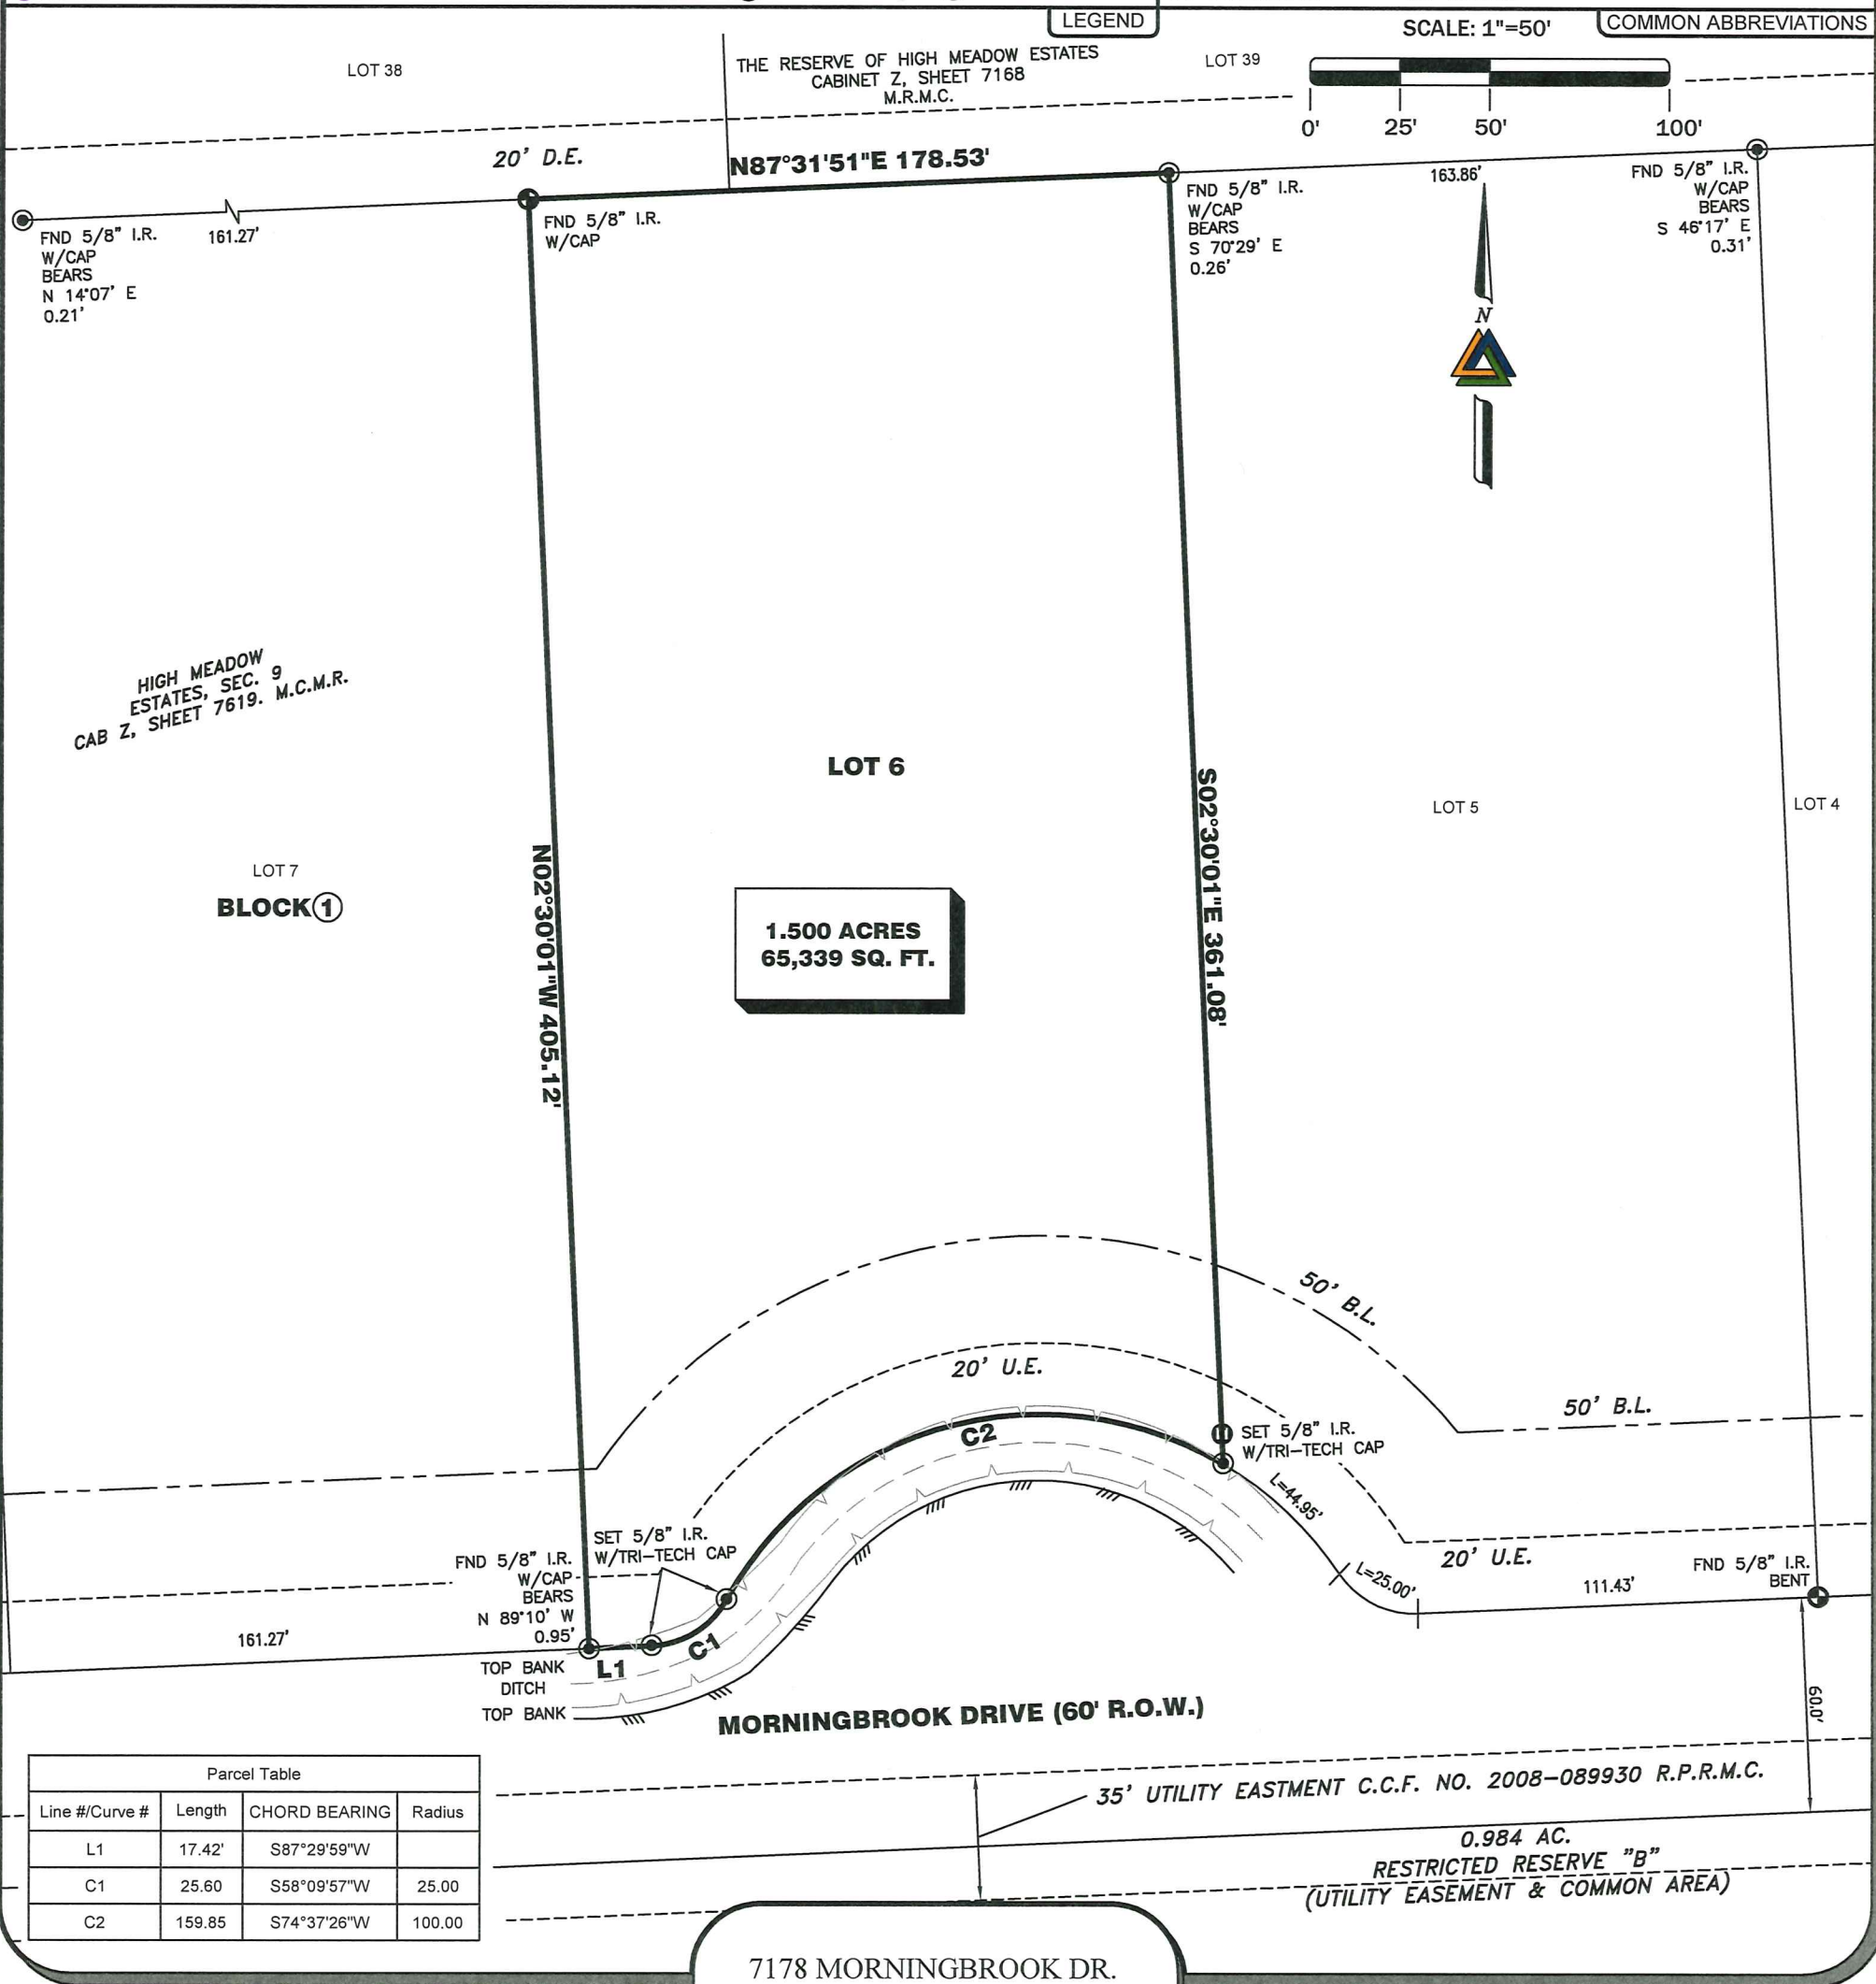 LEGEND
SCALE: 1"=50'
COMMON ABBREVIATIONS
LOT 38
THE RESERVE OF HIGH MEADOW ESTATES
CABINET Z, SHEET 7168
M.R.M.C.
LOT 39
0' 25' 50' 100'
20' D.E.
N87°31'51"E 178.53'
163.86'
FND 5/8" I.R.
W/CAP
BEARS
S 46°17' E
0.31'
FND 5/8" I.R.
W/CAP
BEARS
N 14°07' E
0.21'
161.27'
FND 5/8" I.R.
W/CAP
FND 5/8" I.R.
W/CAP
BEARS
S 70°29' E
0.26'
N
HIGH MEADOW
ESTATES, SEC. 9
CAB Z, SHEET 7619. M.C.M.R.
LOT 6
S02°30'01"E 361.08'
LOT 5
LOT 4
LOT 7
BLOCK 1
N02°30'01"W 405.12'
1.500 ACRES
65,339 SQ. FT.
50' B.L.
20' U.E.
50' B.L.
C2
SET 5/8" I.R.
W/TRI-TECH CAP
L=44.95'
SET 5/8" I.R.
W/TRI-TECH CAP
FND 5/8" I.R.
W/CAP
BEARS
N 89°10' W
0.95'
20' U.E.
L=25.00'
111.43'
FND 5/8" I.R.
BENT
161.27'
L1
C1
TOP BANK
DITCH
TOP BANK
MORNINGBROOK DRIVE (60' R.O.W.)
60.0'
35' UTILITY EASTMENT C.C.F. NO. 2008-089930 R.P.R.M.C.
0.984 AC.
RESTRICTED RESERVE "B"
(UTILITY EASEMENT & COMMON AREA)
Parcel Table
Line #/Curve # Length CHORD BEARING Radius
L1 17.42' S87°29'59"W
C1 25.60 S58°09'57"W 25.00
C2 159.85 S74°37'26"W 100.00
7178 MORNINGBROOK DR.